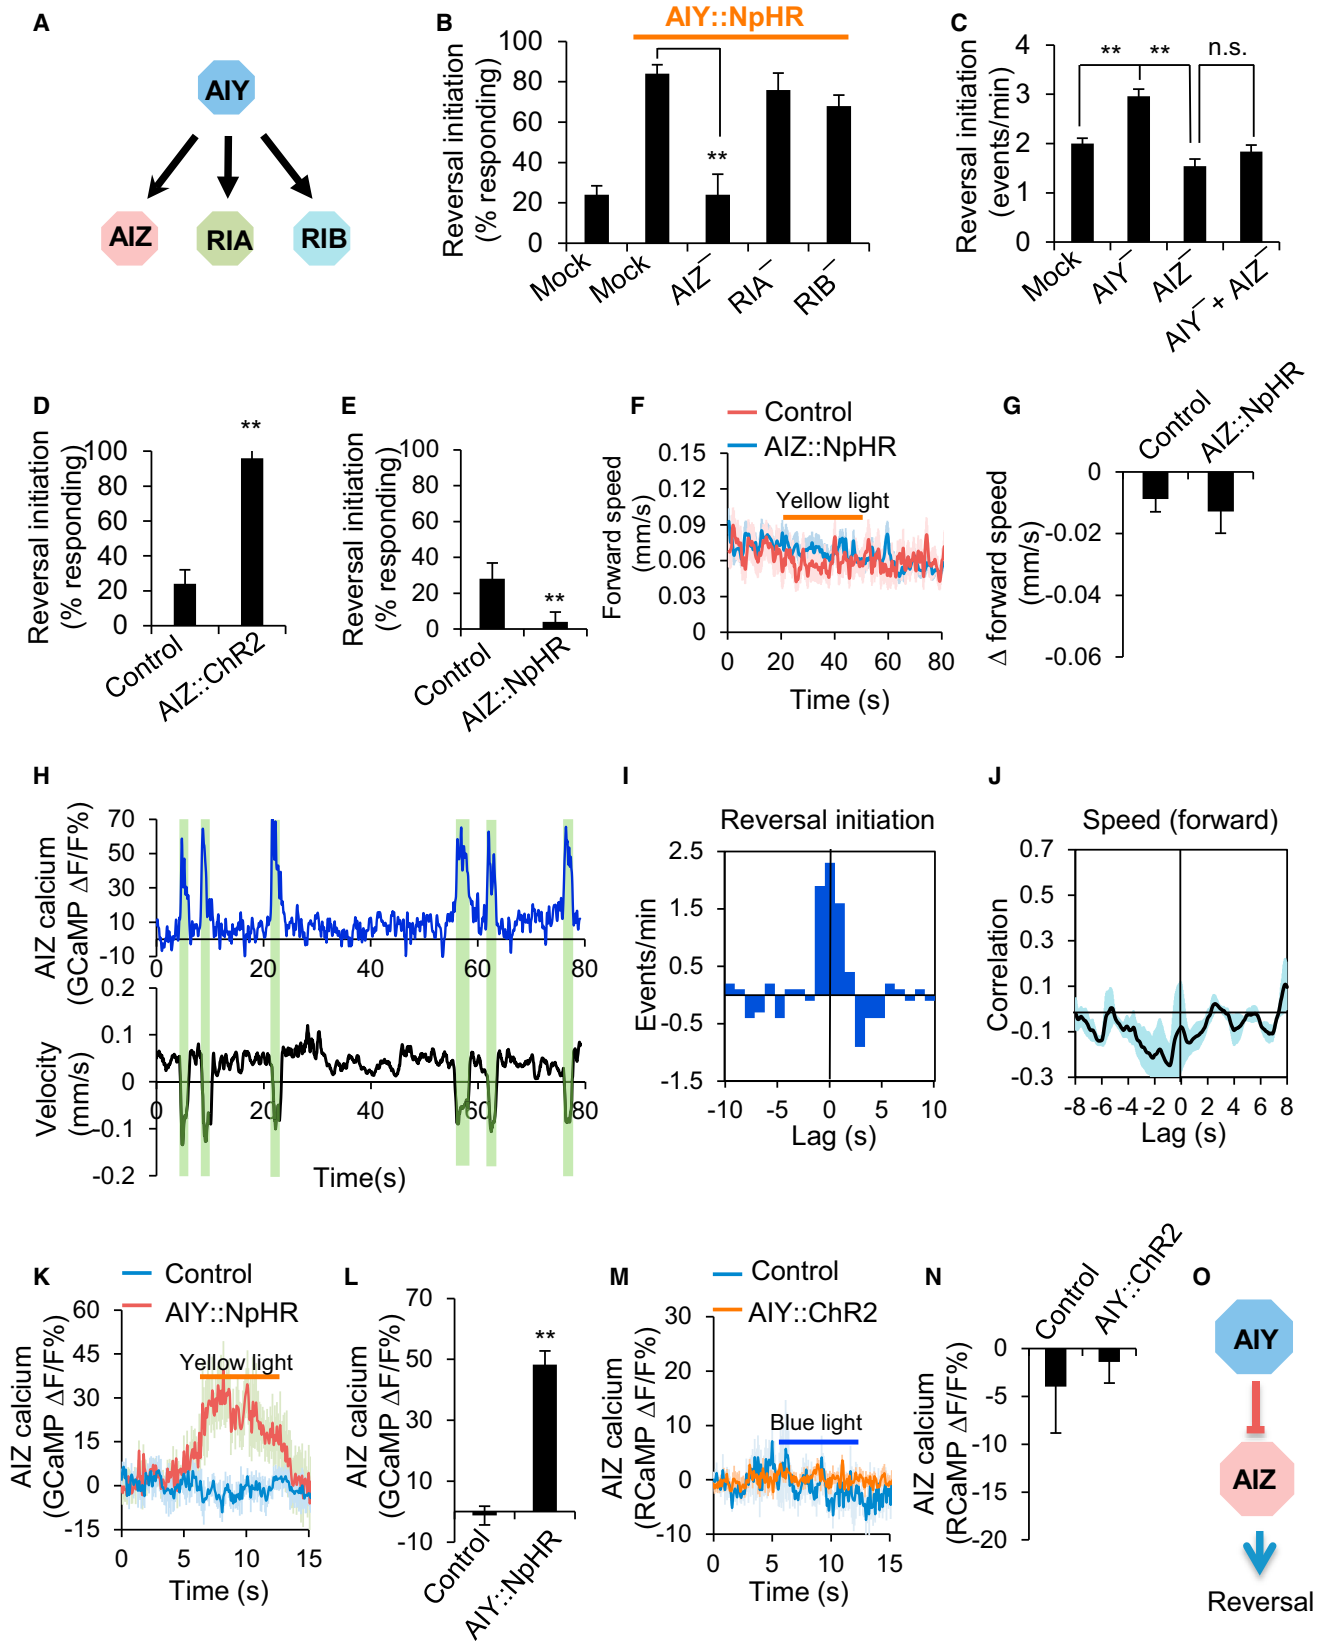 A
AIY
AIZ
RIA
RIB
B
AIY::NpHR
Reversal initiation
(% responding)
100
80
60
40
20
0
**
Mock
Mock
AIZ–
RIA–
RIB–
C
Reversal initiation
(events/min)
4
3
2
1
0
** ** n.s.
Mock
AIY–
AIZ–
AIY– + AIZ–
D
Reversal initiation
(% responding)
100
80
60
40
20
0
**
Control
AIZ::ChR2
E
Reversal initiation
(% responding)
100
80
60
40
20
0
**
Control
AIZ::NpHR
F
Control
AIZ::NpHR
Forward speed
(mm/s)
0.15
0.12
0.09
0.06
0.03
0
Yellow light
0 20 40 60 80
Time (s)
G
Control
AIZ::NpHR
Δ forward speed
(mm/s)
0
-0.02
-0.04
-0.06
H
AIZ calcium
(GCaMP ΔF/F%)
70
50
30
10
-10
0 20 40 60 80
Velocity
(mm/s)
0.2
0.1
0
-0.1
-0.2
0 20 40 60 80
Time(s)
I
Reversal initiation
Events/min
2.5
1.5
0.5
-0.5
-1.5
-10 -5 0 5 10
Lag (s)
J
Speed (forward)
Correlation
0.7
0.5
0.3
0.1
-0.1
-0.3
-8 -6 -4 -2 0 2 4 6 8
Lag (s)
K
Control
AIY::NpHR
AIZ calcium
(GCaMP ΔF/F%)
60
45
30
15
0
-15
Yellow light
0 5 10 15
Time (s)
L
AIZ calcium
(GCaMP ΔF/F%)
70
50
30
10
-10
**
Control
AIY::NpHR
M
Control
AIY::ChR2
AIZ calcium
(RCaMP ΔF/F%)
30
20
10
0
-10
Blue light
0 5 10 15
Time (s)
N
Control
AIY::ChR2
AIZ calcium
(RCaMP ΔF/F%)
0
-5
-10
-15
-20
O
AIY
AIZ
Reversal